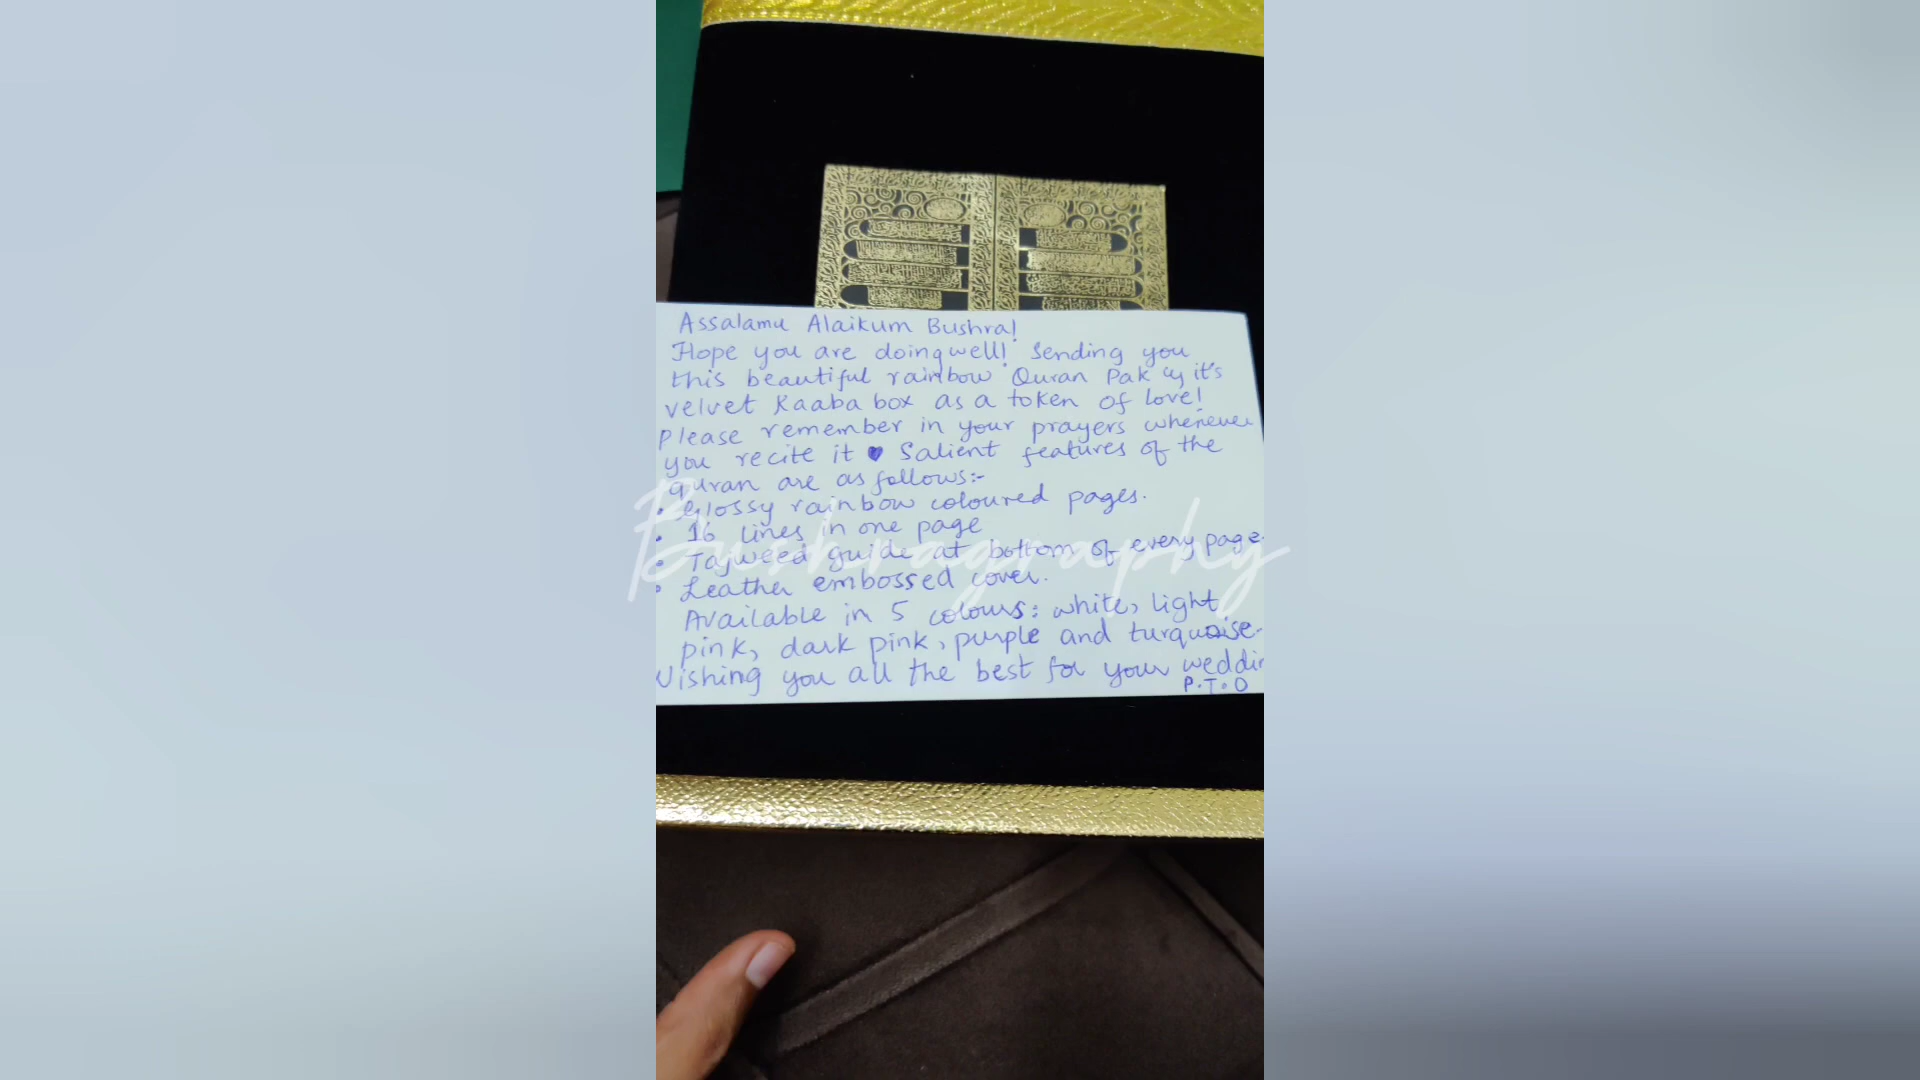 Assalamu Alaikum Bushra!
Hope you are doing well! Sending you
this beautiful rainbow Quran Pak w/ it's
velvet Kaaba box as a token of love!
Please remember in your prayers whenever
you recite it ♥ Salient features of the
quran are as follows:-
• Glossy rainbow coloured pages.
• 16 lines in one page
• Tajweed guide at bottom of every page.
• Leather embossed cover.
Available in 5 colours: white, light
pink, dark pink, purple and turquoise.
Wishing you all the best for your weddin
P.T.O
Bushragraphy